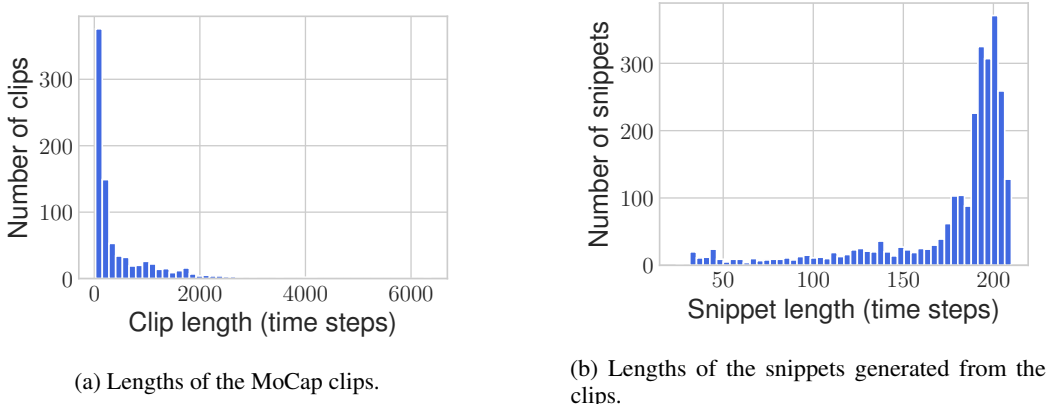 Number of clips
300
200
100
0
0 2000 4000 6000
Clip length (time steps)
(a) Lengths of the MoCap clips.
Number of snippets
300
200
100
0
50 100 150 200
Snippet length (time steps)
(b) Lengths of the snippets generated from the
clips.